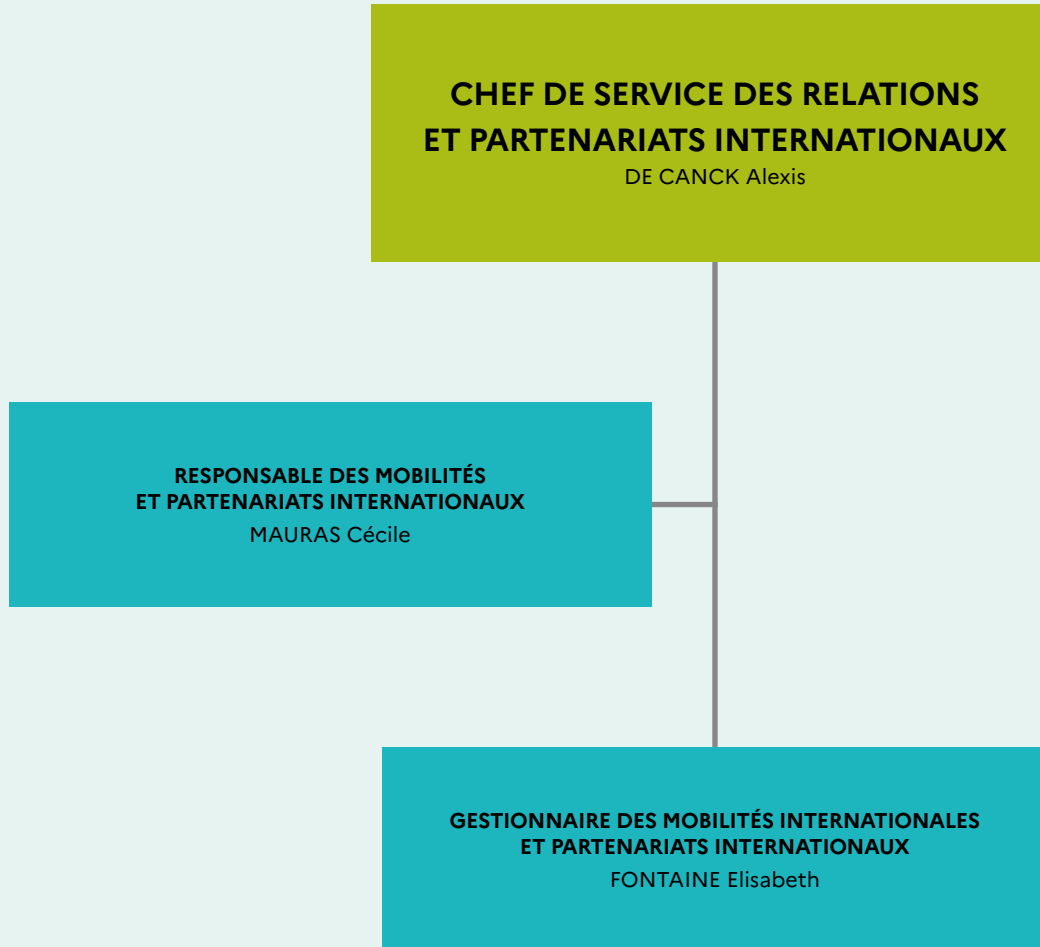 CHEF DE SERVICE DES RELATIONS
ET PARTENARIATS INTERNATIONAUX
DE CANCK Alexis
RESPONSABLE DES MOBILITÉS
ET PARTENARIATS INTERNATIONAUX
MAURAS Cécile
GESTIONNAIRE DES MOBILITÉS INTERNATIONALES
ET PARTENARIATS INTERNATIONAUX
FONTAINE Elisabeth